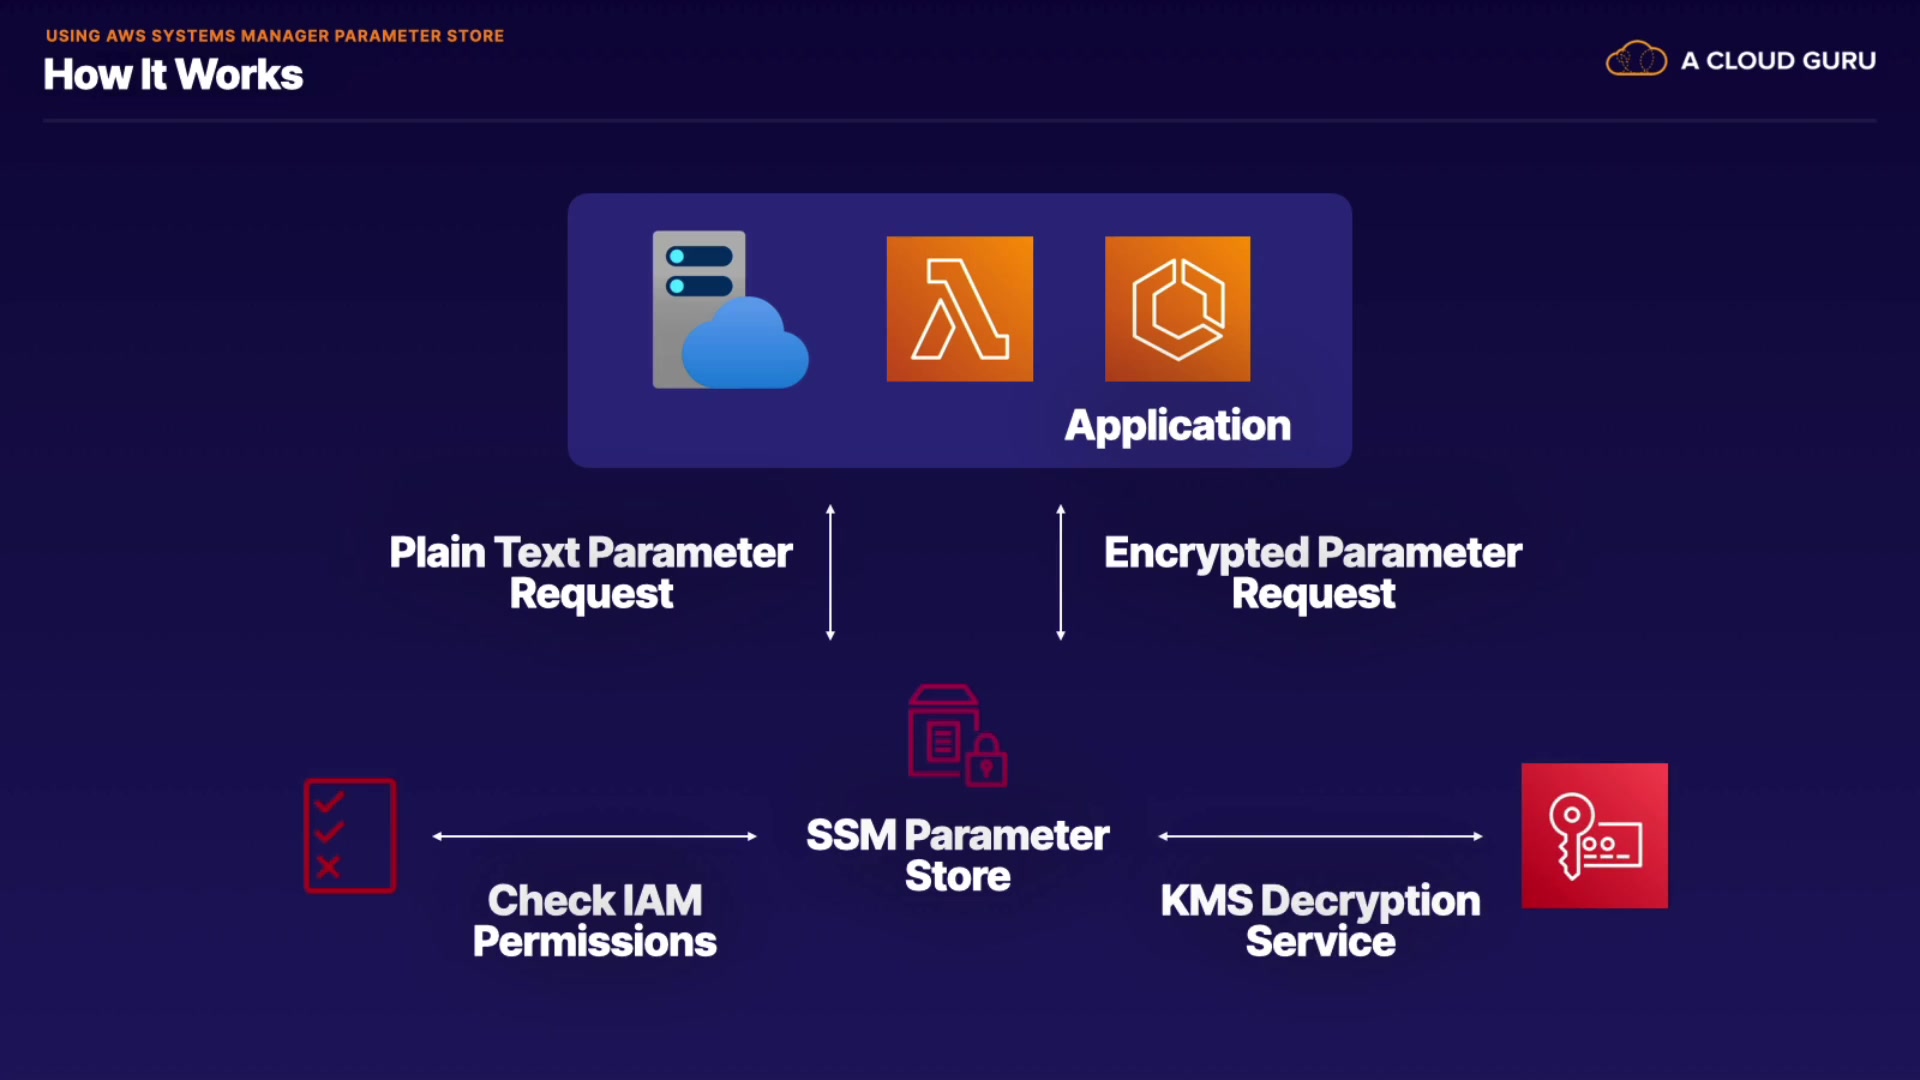 USING AWS SYSTEMS MANAGER PARAMETER STORE
How It Works
A CLOUD GURU
Application
Plain Text Parameter
Request
Encrypted Parameter
Request
SSM Parameter
Store
Check IAM
Permissions
KMS Decryption
Service